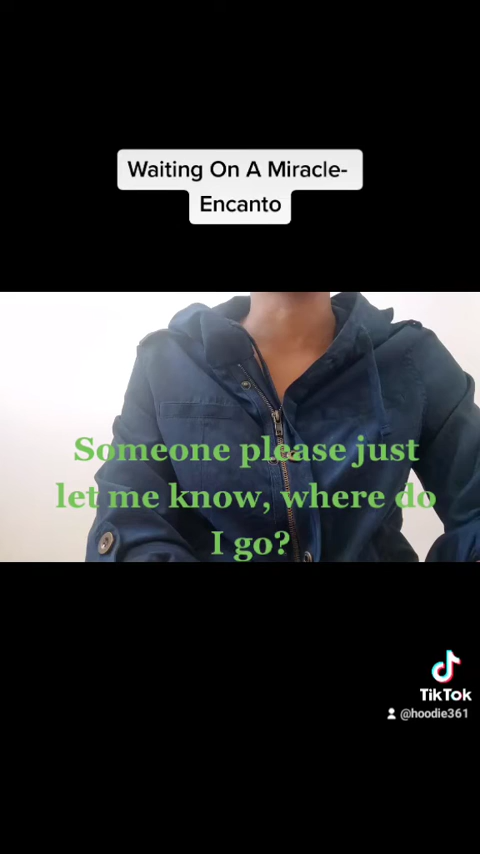 Waiting On A Miracle-
Encanto
Someone please just
let me know, where do
I go?
TikTok
@hoodie361